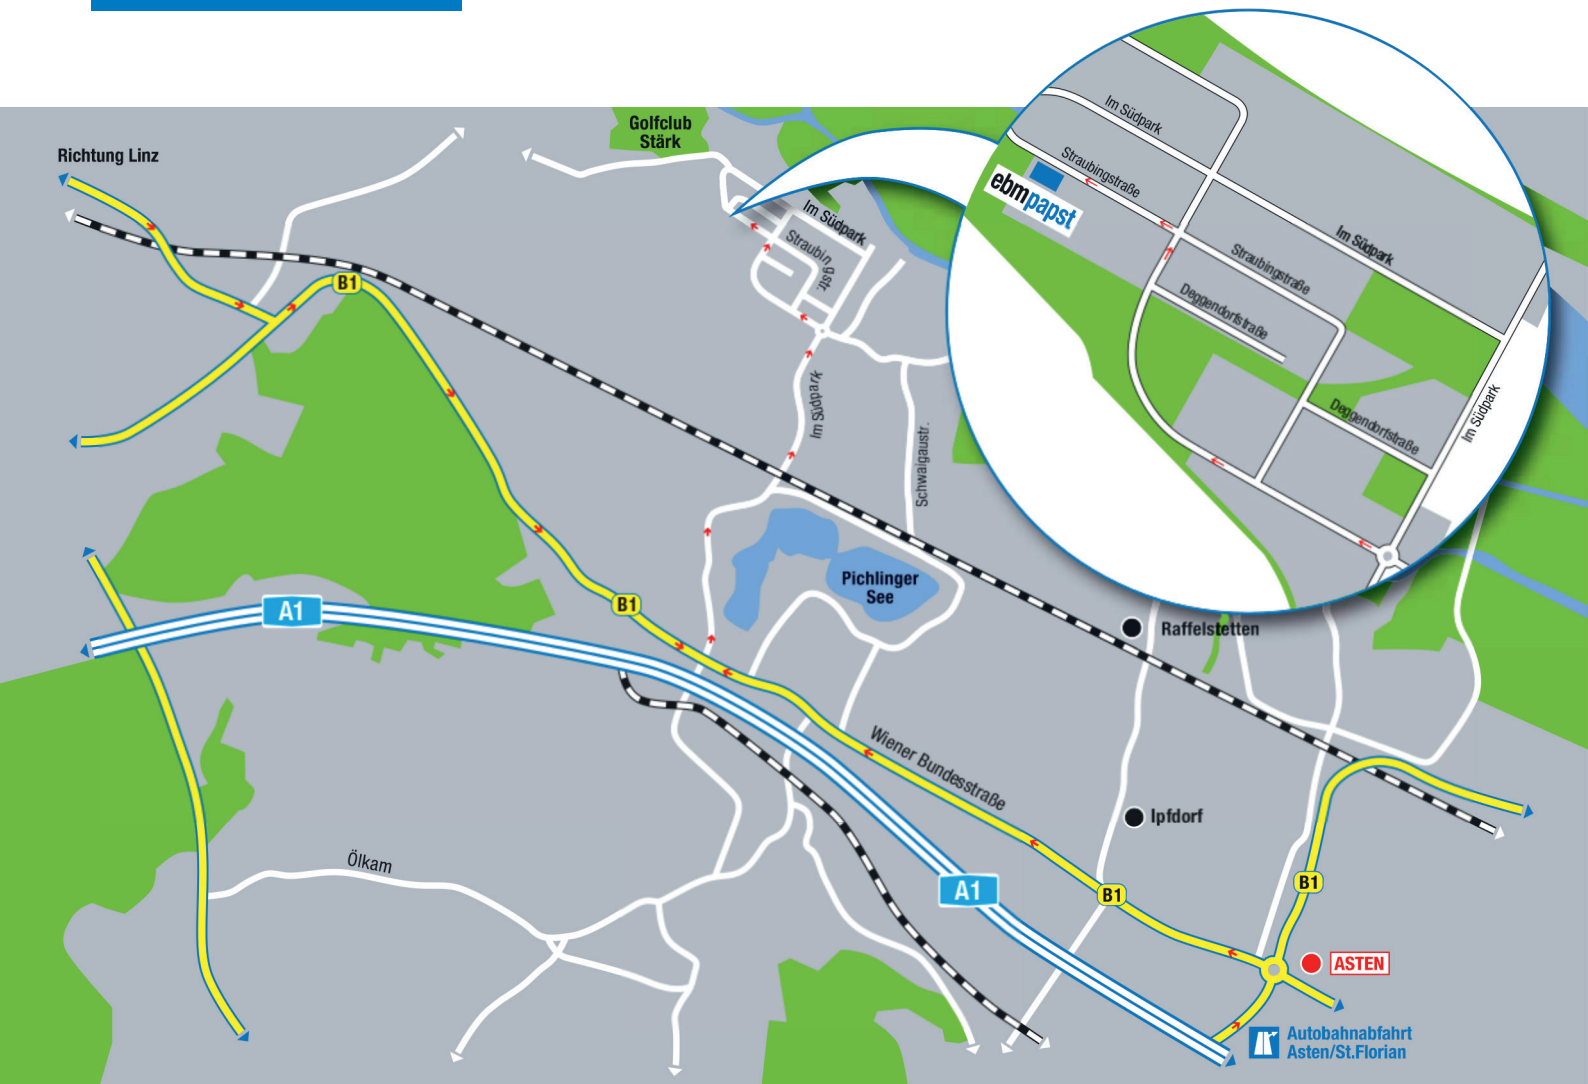 Im Südpark
Golfclub
Stärk
Richtung Linz
Straubingstraße
ebmpapst
Im Südpark
Straubingstr.
Im Südpark
Straubingstraße
B1
Deggendorfstraße
Im Südpark
Deggendorfstraße
Im Südpark
Schwaigaustr.
Pichlinger
See
A1
B1
Raffelstetten
Wiener Bundesstraße
Ipfdorf
Ölkam
A1
B1
B1
ASTEN
Autobahnabfahrt
Asten/St.Florian